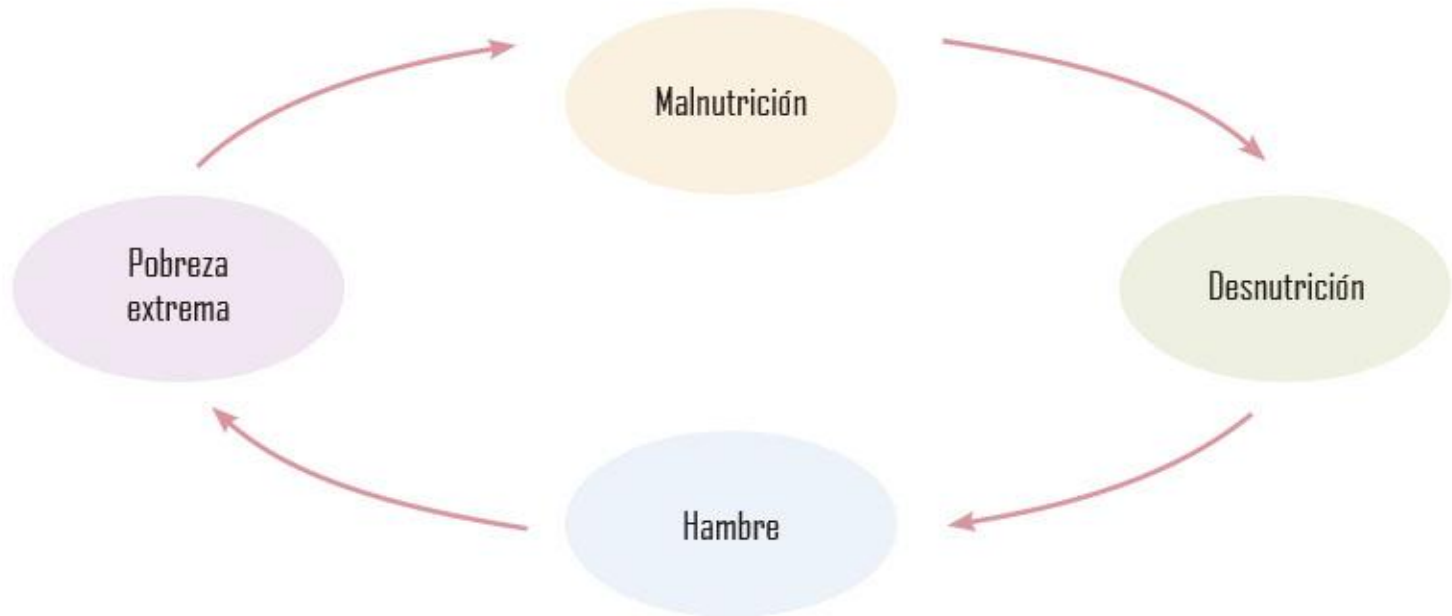 Malnutrición
Pobreza
extrema
Desnutrición
Hambre